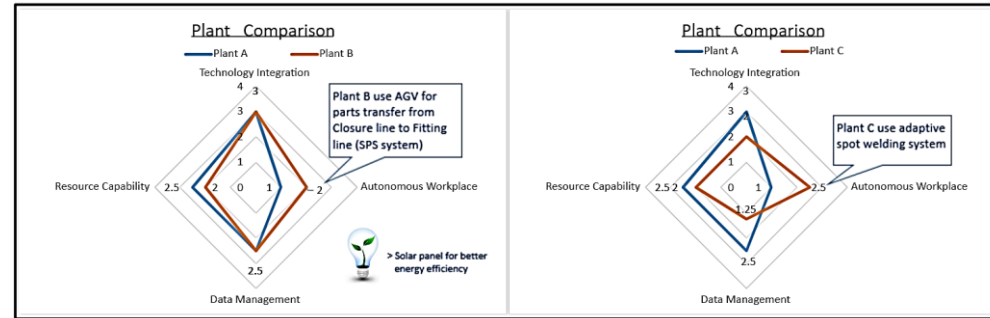 Plant Comparison
Plant A
Plant B
Technology Integration
4
3
3
2
1
0
1
2
2.5
2
2.5
Resource Capability
Autonomous Workplace
Data Management
Plant B use AGV for
parts transfer from
Closure line to Fitting
line (SPS system)
> Solar panel for better
energy efficiency
Plant Comparison
Plant A
Plant C
Technology Integration
4
3
3
2
1
0
1
2.5
2.5
2
1.25
2.5
Resource Capability
Autonomous Workplace
Data Management
Plant C use adaptive
spot welding system